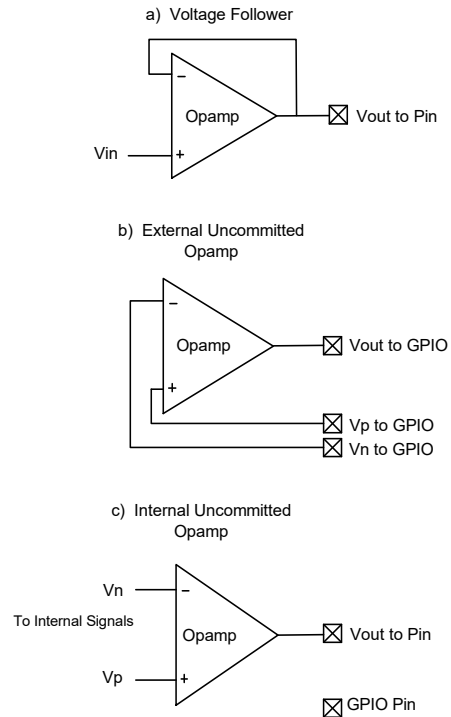 a) Voltage Follower
−
Opamp
Vout to Pin
Vin
+
b) External Uncommitted
Opamp
−
Opamp
Vout to GPIO
+
Vp to GPIO
Vn to GPIO
c) Internal Uncommitted
Opamp
Vn
−
To Internal Signals
Opamp
Vout to Pin
Vp
+
GPIO Pin